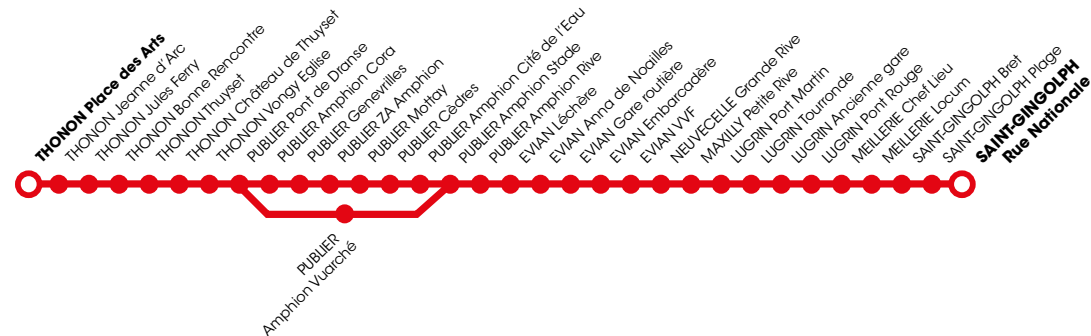 THONON Place des Arts
THONON Jeanne d'Arc
THONON Jules Ferry
THONON Bonne Rencontre
THONON Thuyset
THONON Château de Thuyset
THONON Vongy Eglise
PUBLIER Pont de Dranse
PUBLIER Amphion Cora
PUBLIER Genevrilles
PUBLIER ZA Amphion
PUBLIER Mottay
PUBLIER Cèdres
PUBLIER Amphion Cité de l'Eau
PUBLIER Amphion Stade
PUBLIER Amphion Rive
EVIAN Léchère
EVIAN Anna de Noailles
EVIAN Gare routière
EVIAN Embarcadère
EVIAN VVF
NEUVECELLE Grande Rive
MAXILLY Petite Rive
LUGRIN Port Martin
LUGRIN Tourronde
LUGRIN Ancienne gare
LUGRIN Pont Rouge
MEILLERIE Chef Lieu
MEILLERIE Locum
SAINT-GINGOLPH Bret
SAINT-GINGOLPH Plage
SAINT-GINGOLPH
Rue Nationale
PUBLIER
Amphion Vuarché